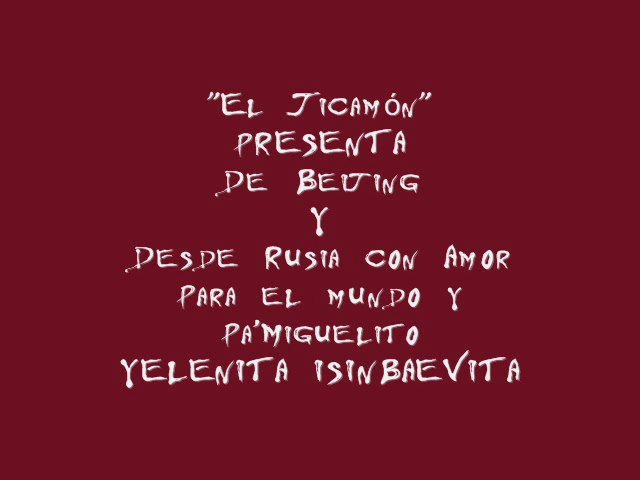 "El Jicamón"
PRESENTA
De Beijing
Y
Desde Rusia con Amor
Para el mundo y
Pa'Miguelito
YELENITA ISINBAEVITA